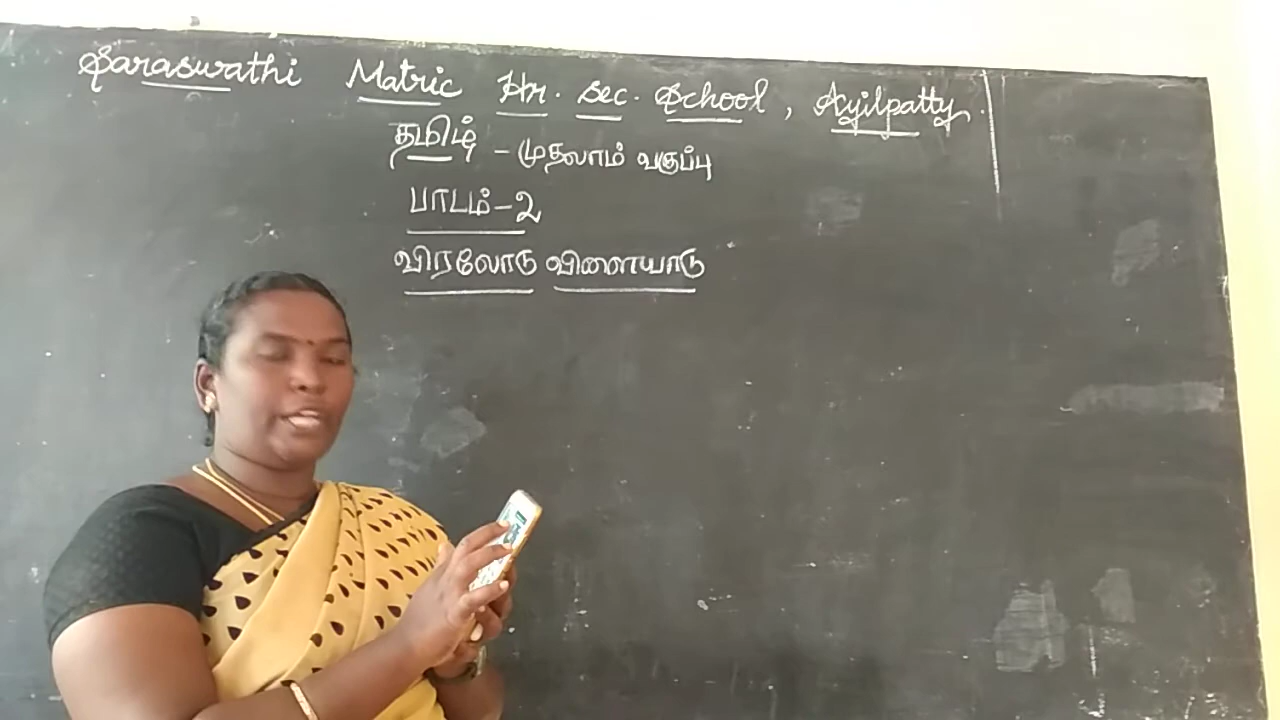 Saraswathi Matric Hr. Sec. School, Ayilpatty.
தமிழ் - முதலாம் வகுப்பு
பாடம் - 2
விரலோடு விளையாடு